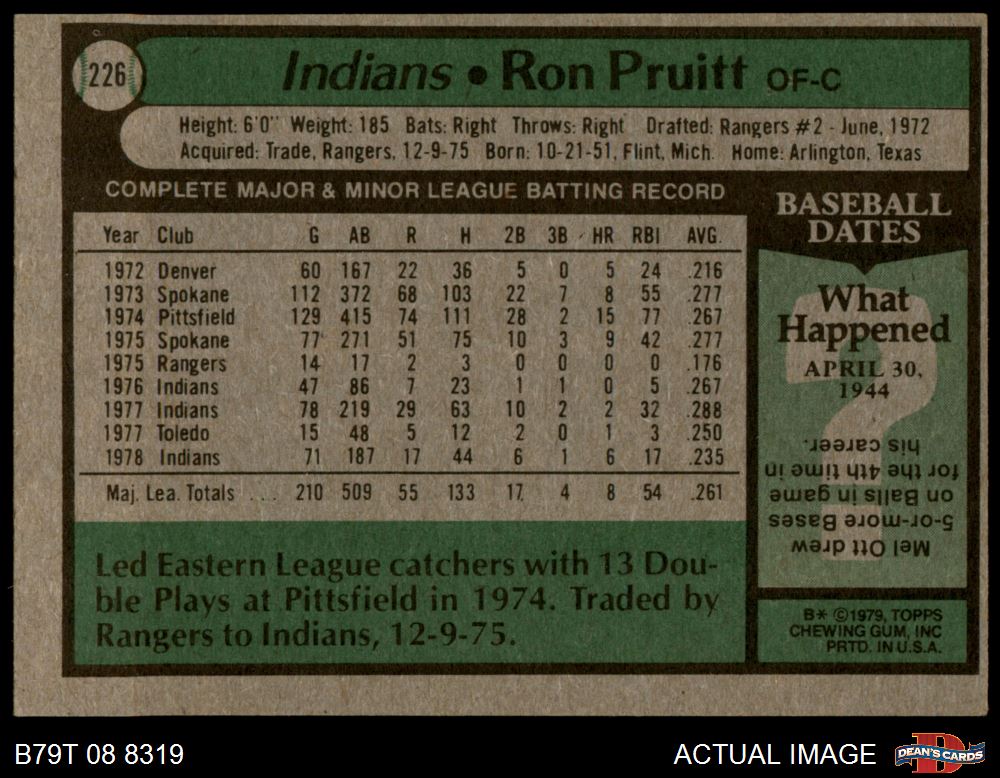 226
Indians • Ron Pruitt OF-C
Height: 6'0" Weight: 185 Bats: Right Throws: Right Drafted: Rangers #2 - June, 1972
Acquired: Trade, Rangers, 12-9-75 Born: 10-21-51, Flint, Mich. Home: Arlington, Texas
COMPLETE MAJOR & MINOR LEAGUE BATTING RECORD
Year Club G AB R H 2B 3B HR RBI AVG.
1972 Denver 60 167 22 36 5 0 5 24 .216
1973 Spokane 112 372 68 103 22 7 8 55 .277
1974 Pittsfield 129 415 74 111 28 2 15 77 .267
1975 Spokane 77 271 51 75 10 3 9 42 .277
1975 Rangers 14 17 2 3 0 0 0 0 .176
1976 Indians 47 86 7 23 1 1 0 5 .267
1977 Indians 78 219 29 63 10 2 2 32 .288
1977 Toledo 15 48 5 12 2 0 1 3 .250
1978 Indians 71 187 17 44 6 1 6 17 .235
Maj. Lea. Totals ... 210 509 55 133 17 4 8 54 .261
Led Eastern League catchers with 13 Dou-
ble Plays at Pittsfield in 1974. Traded by
Rangers to Indians, 12-9-75.
BASEBALL
DATES
What
Happened
APRIL 30,
1944
Mel Ott drew
5-or-more Bases
on Balls in game
for the 4th time in
his career.
B* ©1979, TOPPS
CHEWING GUM, INC
PRTD. IN U.S.A.
B79T 08 8319
ACTUAL IMAGE
DEAN'S CARDS